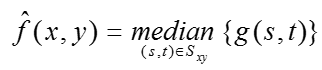 f̂(x, y) = median {g(s,t)}
(s,t)∈S_xy